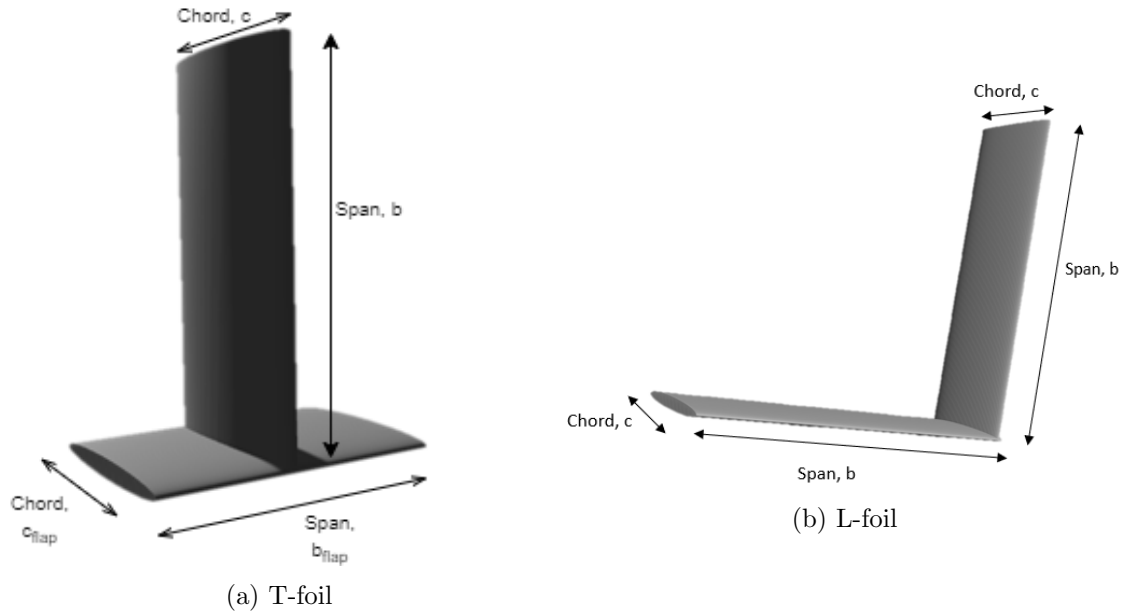 Chord, c
Span, b
Chord,
c_flap
Span,
b_flap
(a) T-foil
Chord, c
Span, b
Chord, c
Span, b
(b) L-foil